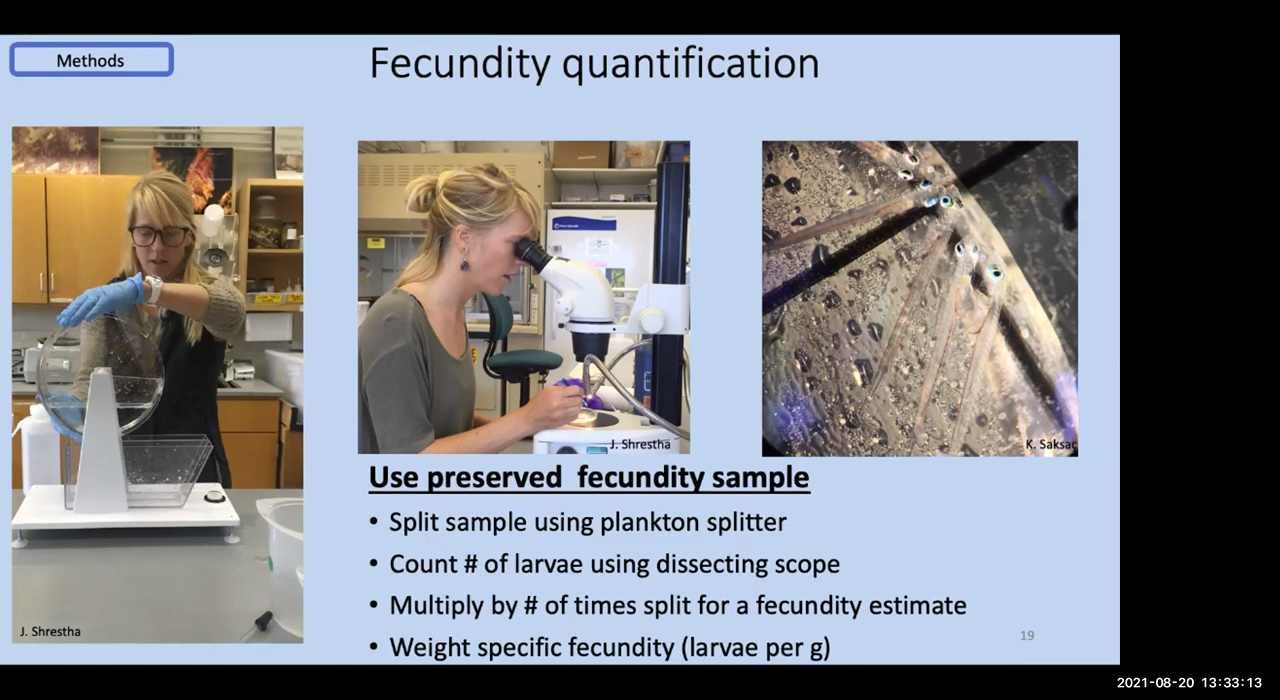 Methods
Fecundity quantification
J. Shrestha
J. Shrestha
K. Saksa
Use preserved  fecundity sample
• Split sample using plankton splitter
• Count # of larvae using dissecting scope
• Multiply by # of times split for a fecundity estimate
• Weight specific fecundity (larvae per g)
19
2021-08-20 13:33:13